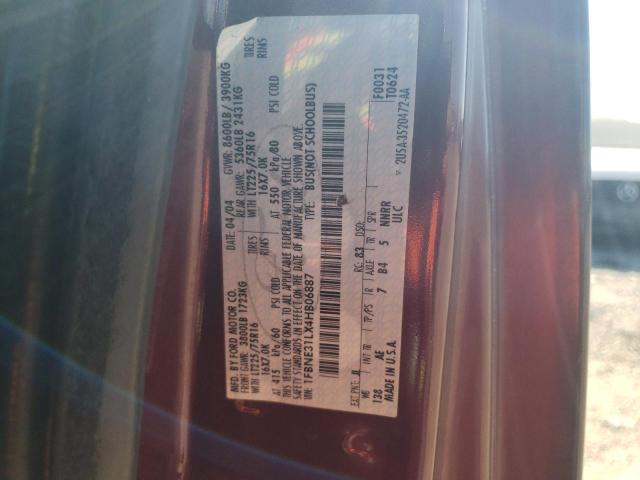 MFD. BY FORD MOTOR CO.
DATE: 04/04 GVWR: 8600LB / 3900KG
FRONT GAWR: 3800LB 1723KG REAR GAWR: 5360LB 2431KG
WITH LT225/75R16 TIRES WITH LT225/75R16 TIRES
16X7.0K RIMS 16X7.0K RIMS
AT 415 kPa/60 PSI COLD AT 550 kPa/80 PSI COLD
THIS VEHICLE CONFORMS TO ALL APPLICABLE FEDERAL MOTOR VEHICLE
SAFETY STANDARDS IN EFFECT ON THE DATE OF MANUFACTURE SHOWN ABOVE.
VIN: 1FBNE31LX4HB06887 TYPE: BUS(NOT SCHOOLBUS)
F0031
T0624
EXT PNT: JL RC: 83 DSO:
WB INT TR TP/PS R AXLE TR SPR
138 AE 7 B4 5 NNRR
MADE IN U.S.A. ULC
2U5A-3520472-AA